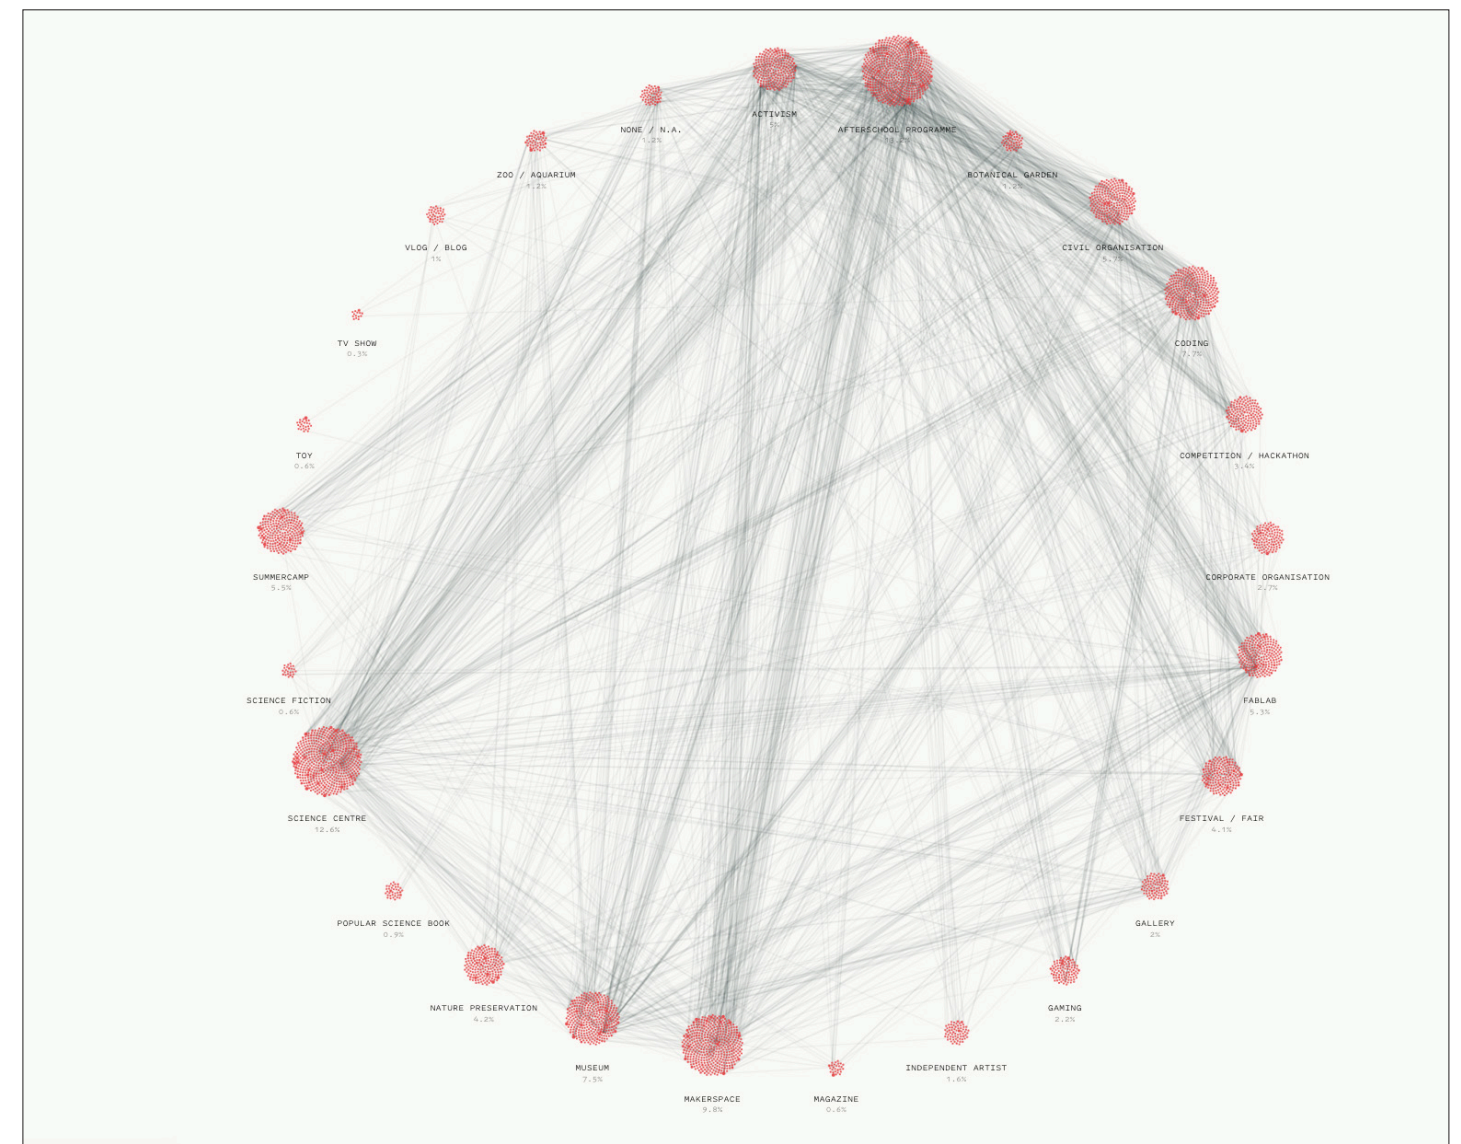 ACTIVISM
5%
AFTERSCHOOL PROGRAMME
NONE / N.A.
1.2%
BOTANICAL GARDEN
1.2%
ZOO / AQUARIUM
1.2%
CIVIL ORGANISATION
5.7%
VLOG / BLOG
1%
CODING
7.7%
TV SHOW
0.3%
COMPETITION / HACKATHON
3.4%
TOY
0.6%
CORPORATE ORGANISATION
2.7%
SUMMERCAMP
5.5%
FABLAB
5.3%
SCIENCE FICTION
0.6%
FESTIVAL / FAIR
4.1%
SCIENCE CENTRE
12.6%
GALLERY
2%
POPULAR SCIENCE BOOK
0.9%
GAMING
2.2%
NATURE PRESERVATION
4.2%
INDEPENDENT ARTIST
1.6%
MUSEUM
7.5%
MAKERSPACE
9.8%
MAGAZINE
0.6%